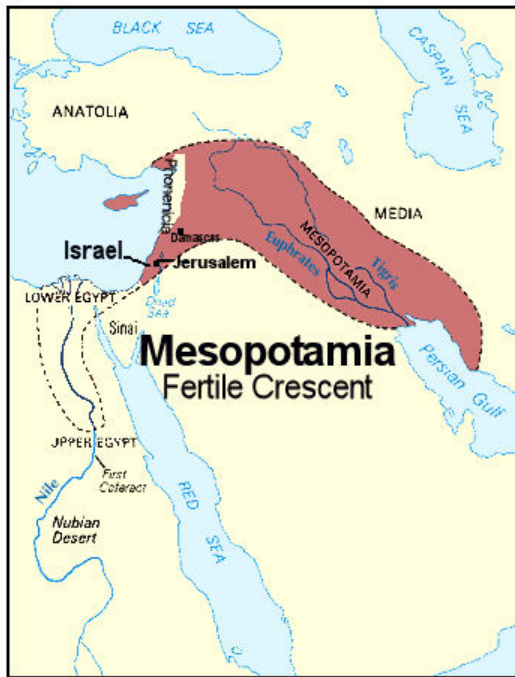 BLACK SEA
CASPIAN
SEA
ANATOLIA
Phonenicia
MEDIA
Damascus
MESOPOTAMIA
Tigris
Euphrates
Israel
Jerusalem
Dead
SEA
LOWER EGYPT
Sinai
Mesopotamia
Fertile Crescent
Persian Gulf
UPPER EGYPT
First
Cataract
Nile
RED SEA
Nubian
Desert